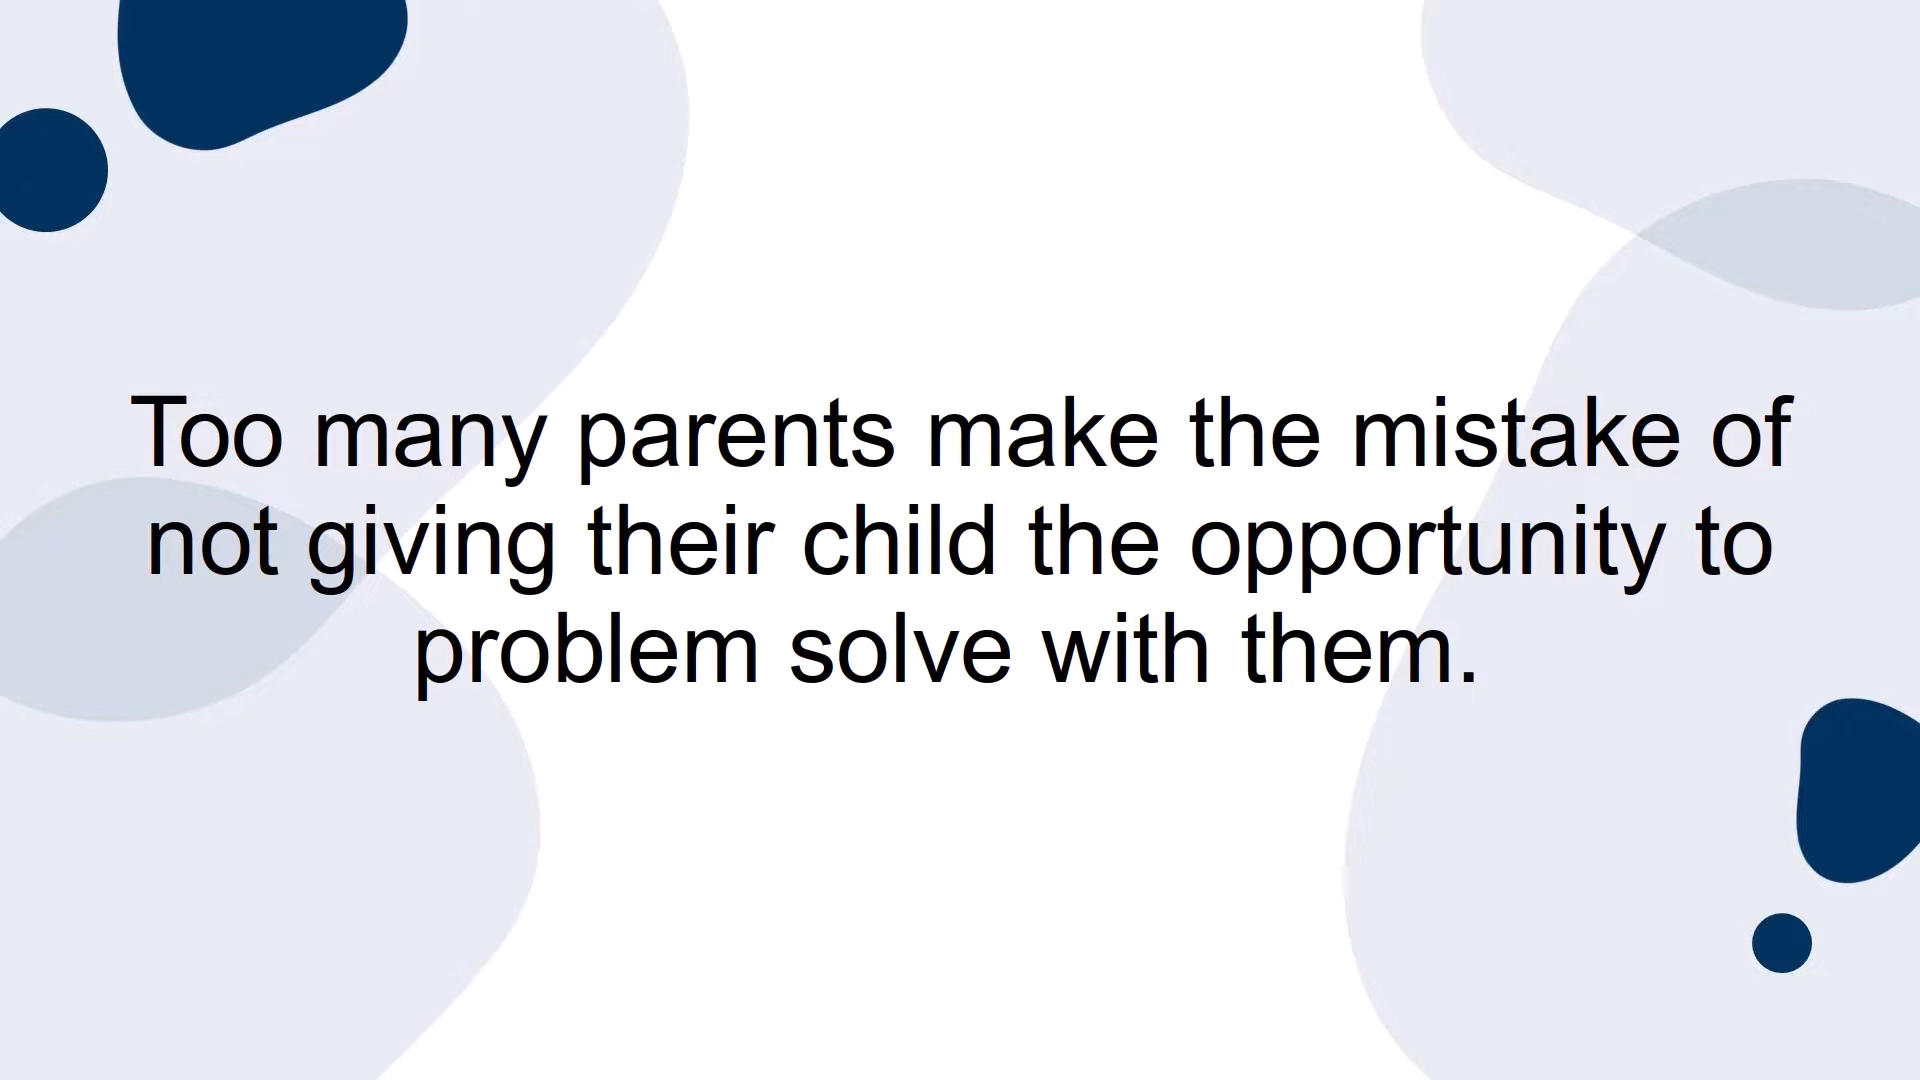 Too many parents make the mistake of
not giving their child the opportunity to
problem solve with them.